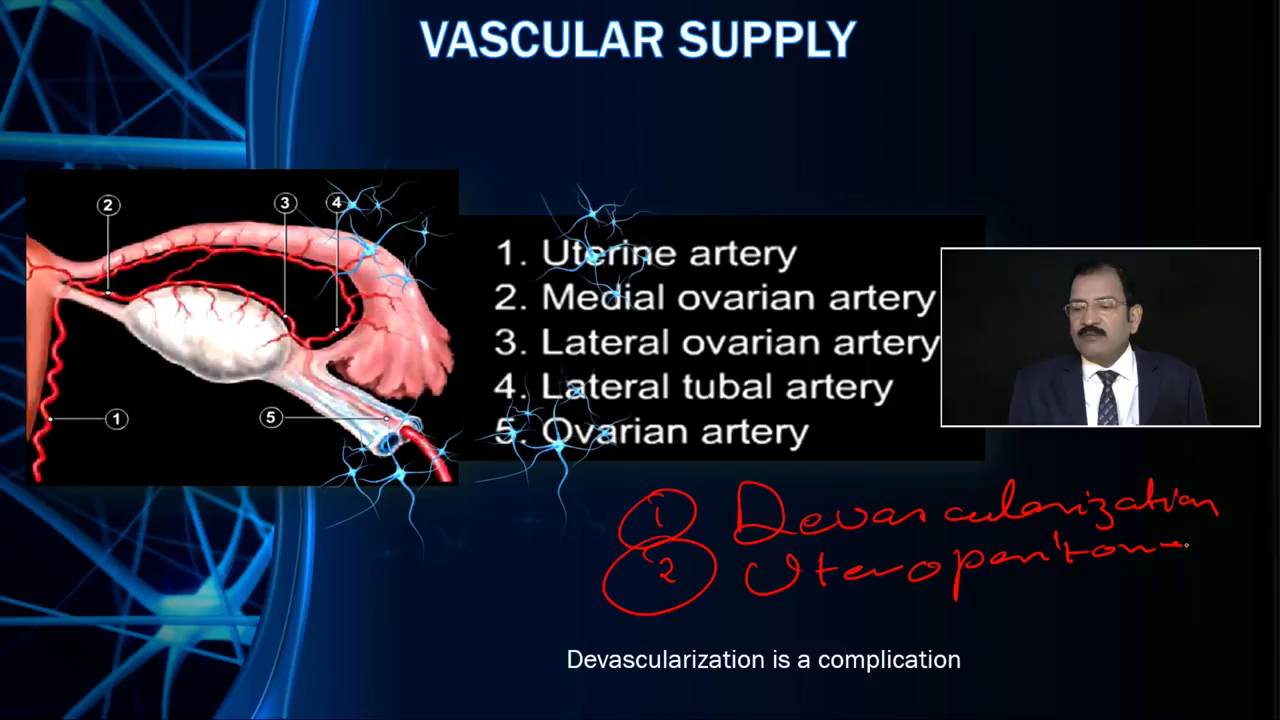 VASCULAR SUPPLY
2
3
4
1
5
1. Uterine artery
2. Medial ovarian artery
3. Lateral ovarian artery
4. Lateral tubal artery
5. Ovarian artery
1 Devascularization
2 Uteroperitone
Devascularization is a complication